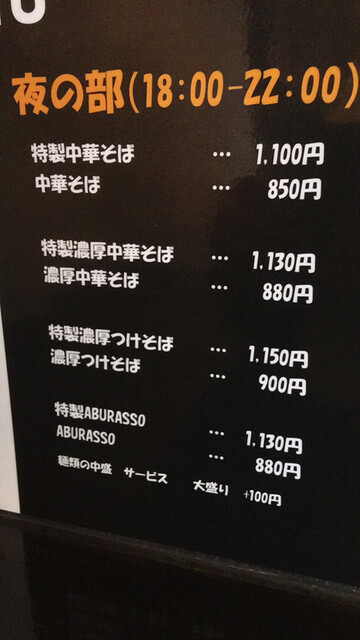 夜の部(18:00-22:00)
特製中華そば … 1,100円
中華そば … 850円
特製濃厚中華そば … 1,130円
濃厚中華そば … 880円
特製濃厚つけそば … 1,150円
濃厚つけそば … 900円
特製ABURASSO … 1,130円
ABURASSO … 880円
麺類の中盛 サービス 大盛り +100円